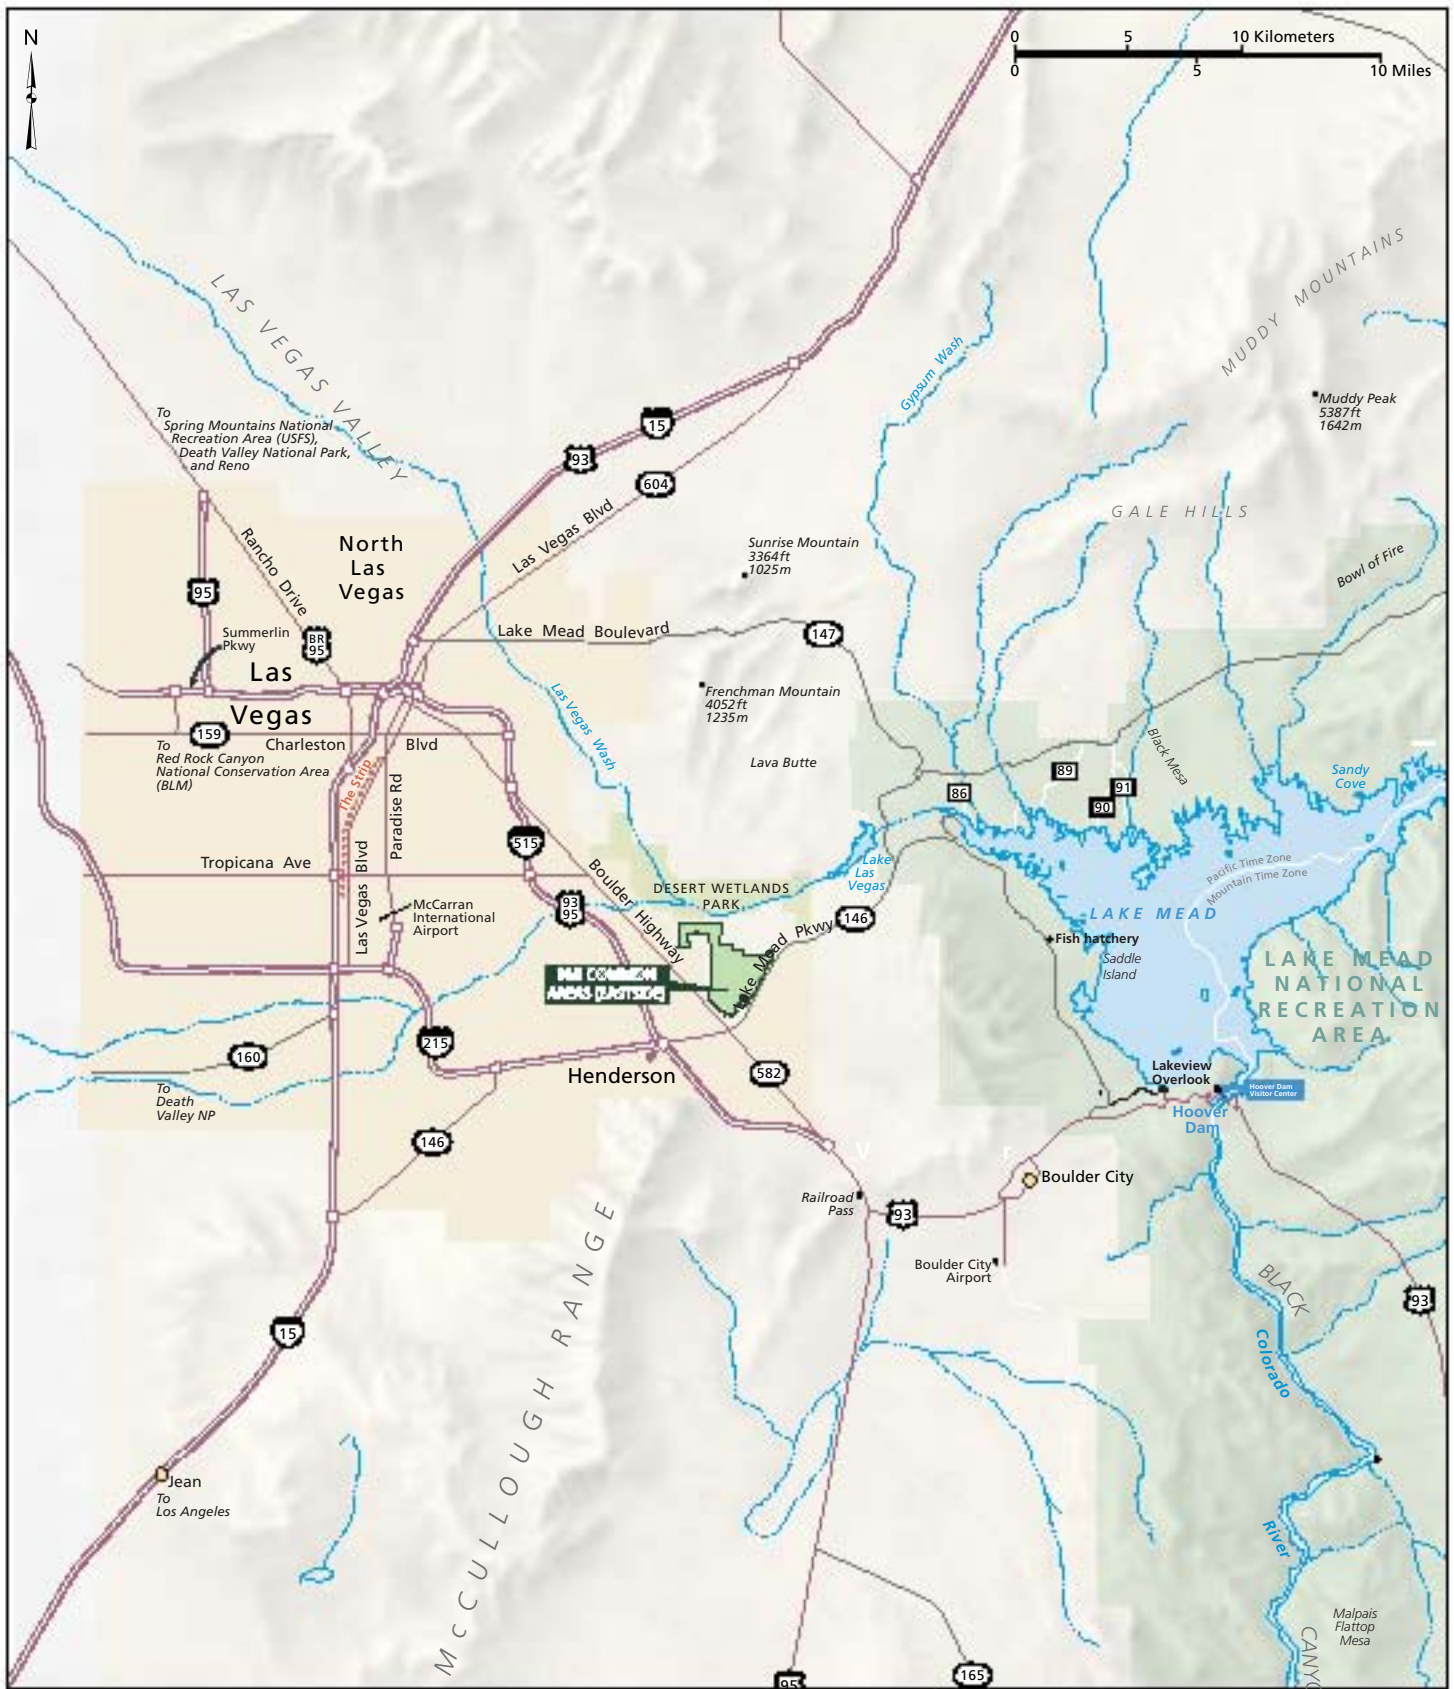 N
0 5 10 Kilometers
0 5 10 Miles
LAS VEGAS VALLEY
MUDDY MOUNTAINS
Gypsum Wash
Muddy Peak
5387ft
1642m
To
Spring Mountains National
Recreation Area (USFS),
Death Valley National Park,
and Reno
15
93
604
Las Vegas Blvd
GALE HILLS
Rancho Drive
North
Las
Vegas
Sunrise Mountain
3364ft
1025m
Bowl of Fire
95
Summerlin
Pkwy
BR
95
Lake Mead Boulevard
147
Las
Vegas
Frenchman Mountain
4052ft
1235m
Las Vegas Wash
159
Charleston Blvd
To
Red Rock Canyon
National Conservation Area
(BLM)
The Strip
Paradise Rd
Lava Butte
Black Mesa
89
91
86
90
Sandy
Cove
515
Tropicana Ave
Las Vegas Blvd
Boulder Highway
Lake
Las
Vegas
Pacific Time Zone
Mountain Time Zone
DESERT WETLANDS
PARK
McCarran
International
Airport
93
95
146
Lake Mead Pkwy
LAKE MEAD
Fish hatchery
Saddle
Island
LAKE MEAD
NATIONAL
RECREATION
AREA
AREAS (EASTSIDE)
160
215
Henderson
582
To
Death
Valley NP
Lakeview
Overlook
Hoover Dam
Visitor Center
Hoover
Dam
146
V r
Boulder City
Railroad
Pass
93
Boulder City
Airport
McCULLOUGH RANGE
BLACK
93
15
Colorado
Jean
To
Los Angeles
River
Malpais
Flattop
Mesa
CANYO
95
165